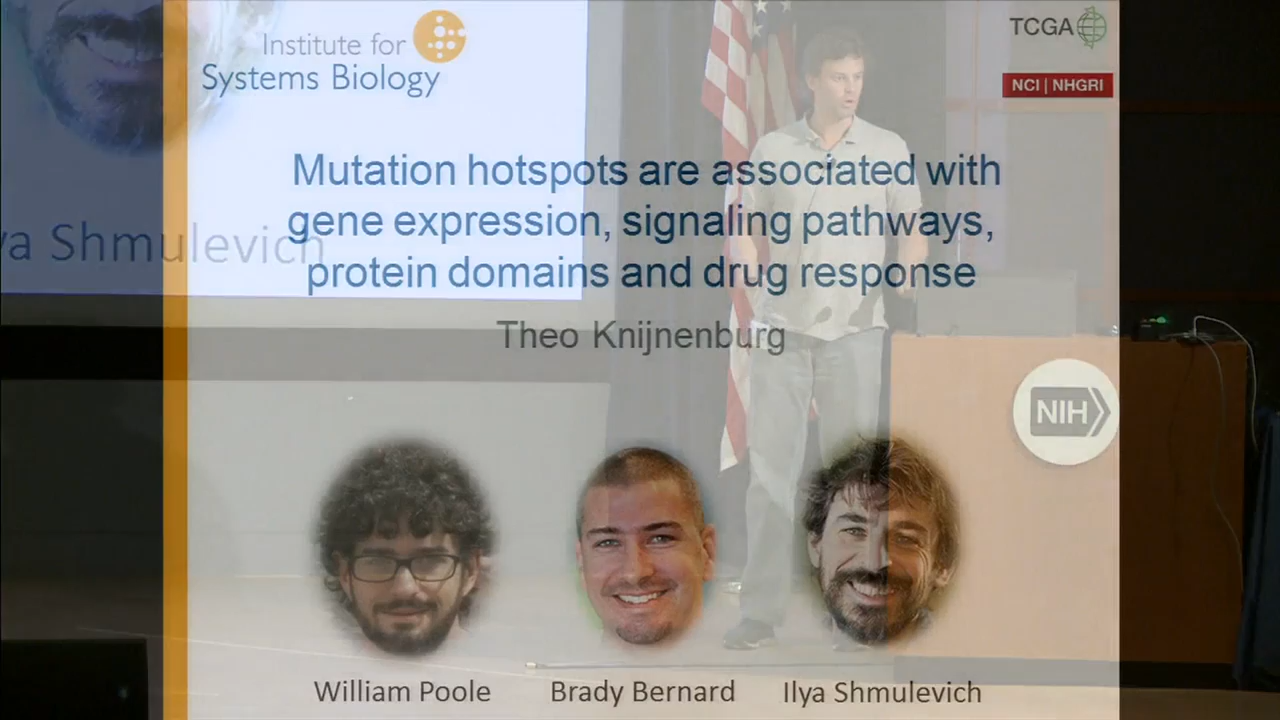 Institute for
Systems Biology
TCGA
NCI | NHGRI
Mutation hotspots are associated with
gene expression, signaling pathways,
protein domains and drug response
Theo Knijnenburg
ya Shmulevich
NIH
William Poole
Brady Bernard
Ilya Shmulevich